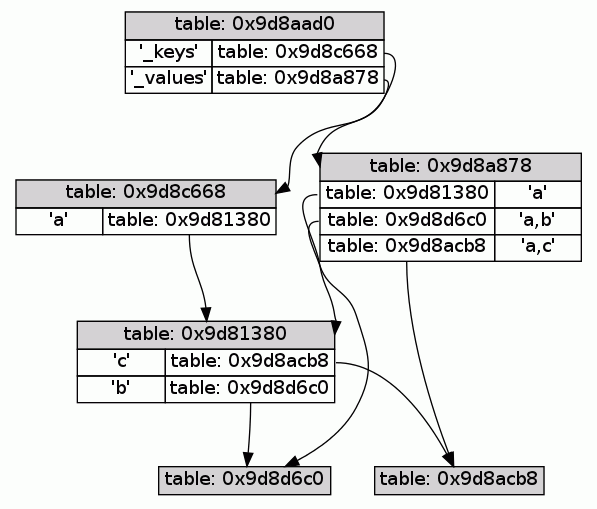 table: 0x9d8aad0
'_keys' table: 0x9d8c668
'_values' table: 0x9d8a878
table: 0x9d8a878
table: 0x9d81380 'a'
table: 0x9d8d6c0 'a,b'
table: 0x9d8acb8 'a,c'
table: 0x9d8c668
'a' table: 0x9d81380
table: 0x9d81380
'c' table: 0x9d8acb8
'b' table: 0x9d8d6c0
table: 0x9d8d6c0
table: 0x9d8acb8